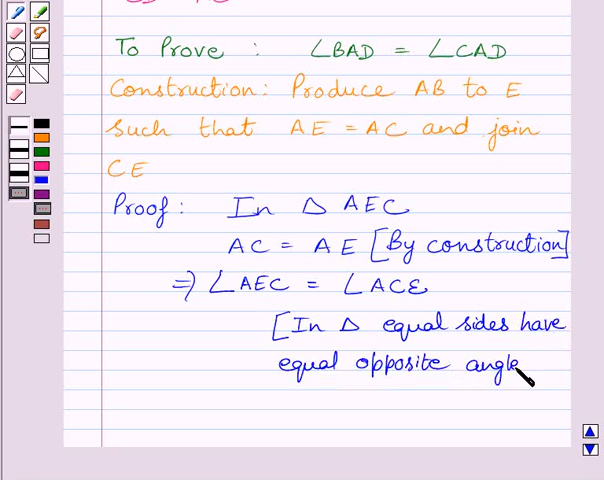 To Prove : ∠BAD = ∠CAD
Construction: Produce AB to E
such that AE = AC and join
CE
Proof: In △ AEC
AC = AE [By construction]
⇒ ∠AEC = ∠ACE
[In △ equal sides have
equal opposite angle